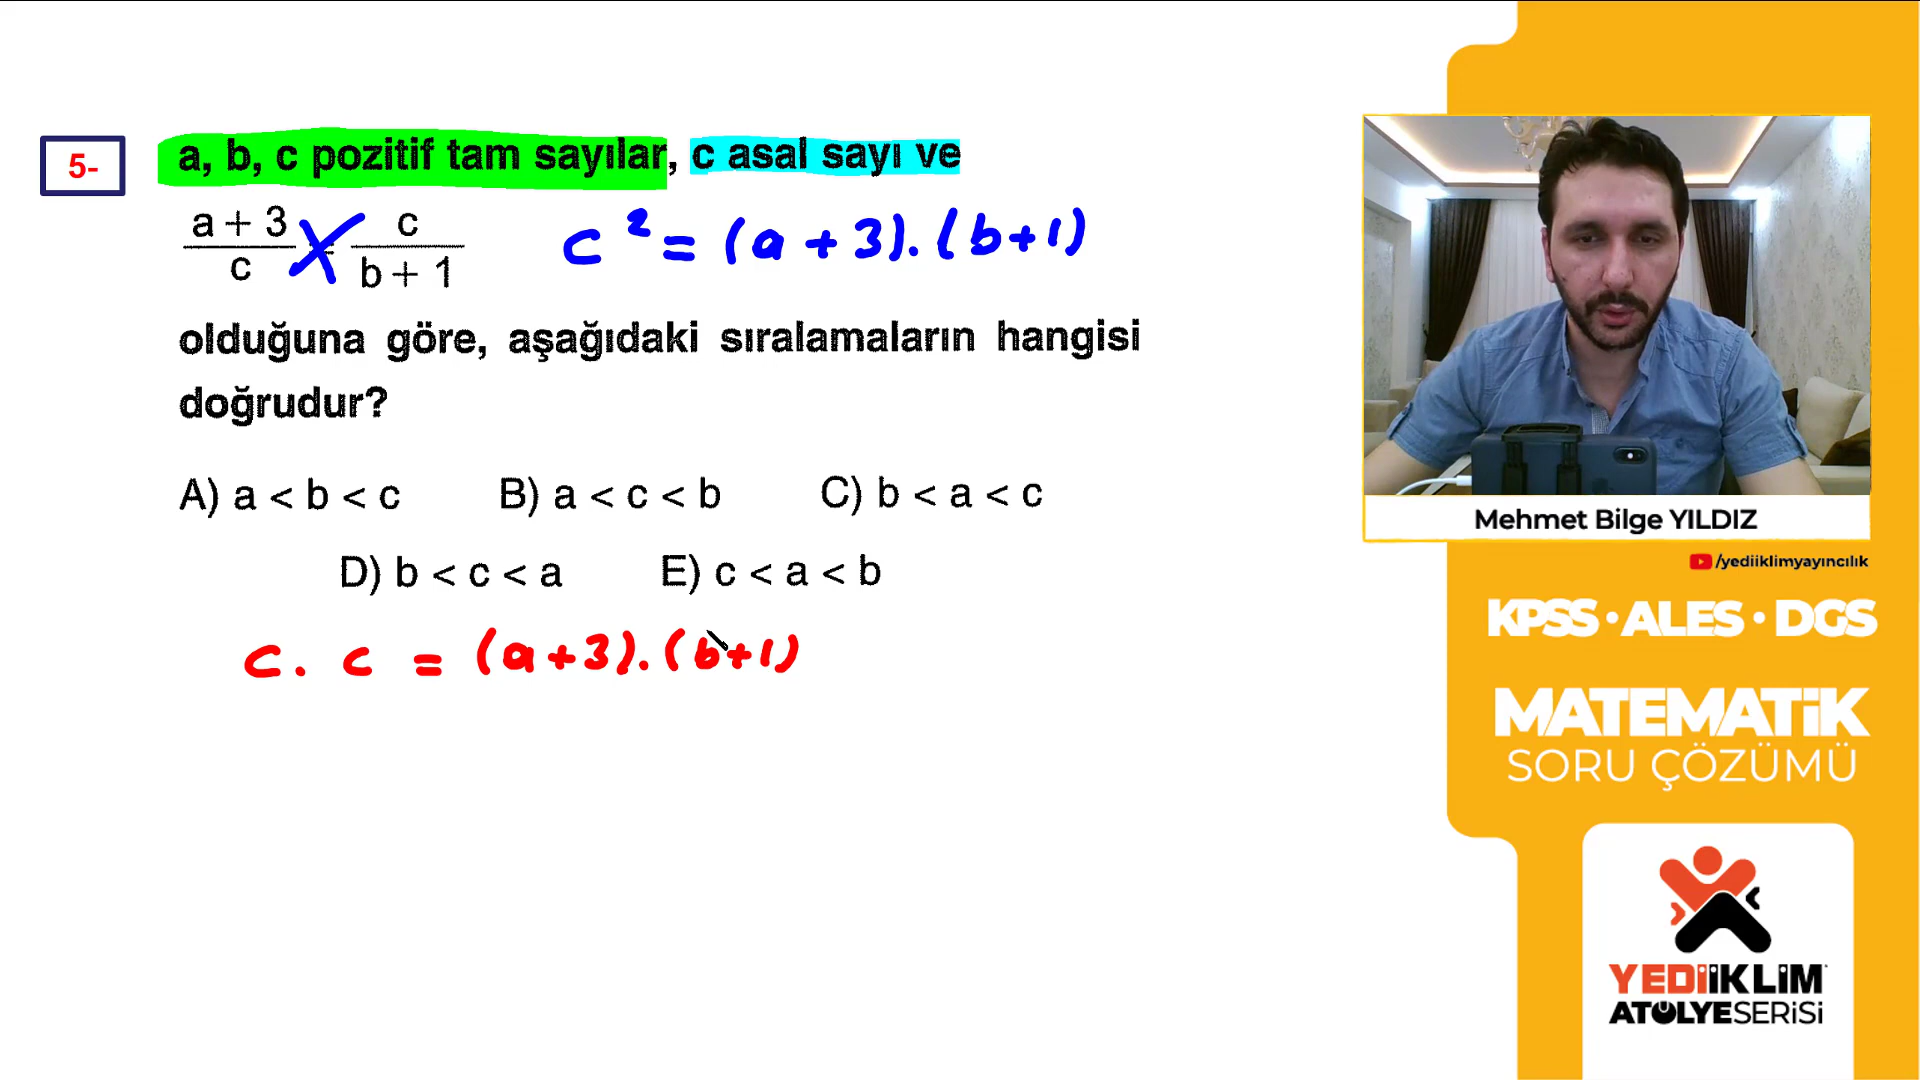 5-
a, b, c pozitif tam sayılar, c asal sayı ve
a + 3 / c = c / b + 1
c² = (a + 3).(b+1)
olduğuna göre, aşağıdaki sıralamaların hangisi
doğrudur?
A) a < b < c B) a < c < b C) b < a < c
D) b < c < a E) c < a < b
c. c = (a+3).(b+1)
Mehmet Bilge YILDIZ
/yediiklimyayıncılık
KPSS • ALES • DGS
MATEMATİK
SORU ÇÖZÜMÜ
YEDİİKLİM
ATÖLYESERİSİ